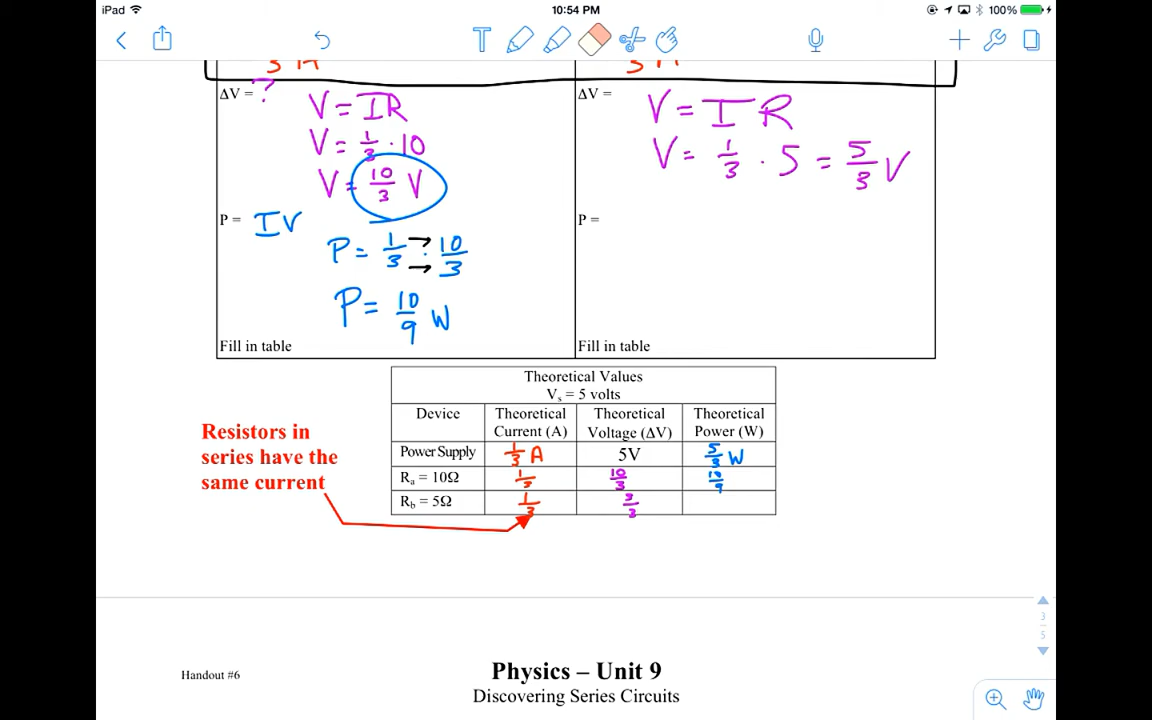 iPad 10:54 PM 100%
3 A 3 A
ΔV = ? V = IR
V = 1/3 · 10
V = 10/3 V
P = IV
P = 1/3 · 10/3
P = 10/9 W
Fill in table
ΔV = V = I R
V = 1/3 · 5 = 5/3 V
P =
Fill in table
Resistors in
series have the
same current
Theoretical Values
Vs = 5 volts
Device Theoretical Current (A) Theoretical Voltage (ΔV) Theoretical Power (W)
Power Supply 1/3 A 5V 5/3 W
Ra = 10Ω 1/3 10/3 10/9
Rb = 5Ω 1/3
3
5
Handout #6
Physics – Unit 9
Discovering Series Circuits